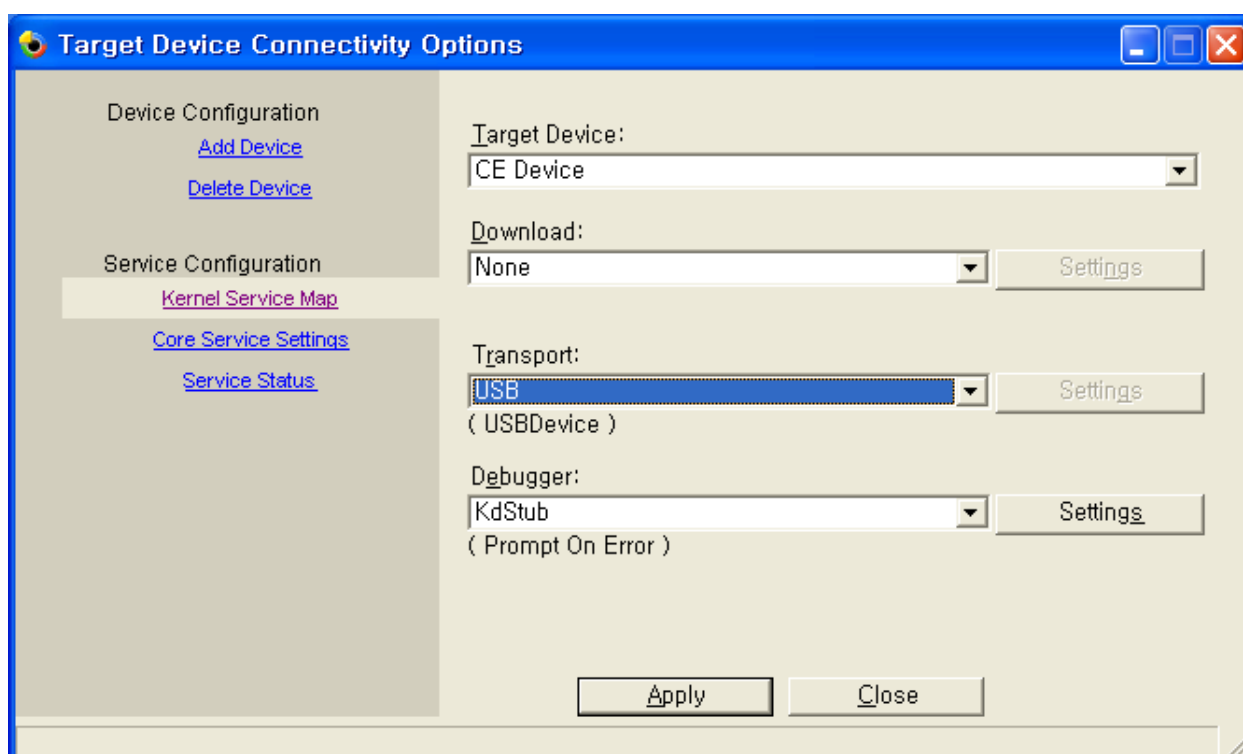 Target Device Connectivity Options
Device Configuration
Add Device
Delete Device
Service Configuration
Kernel Service Map
Core Service Settings
Service Status
Target Device:
CE Device
Download:
None
Settings
Transport:
USB
Settings
( USBDevice )
Debugger:
KdStub
Settings
( Prompt On Error )
Apply
Close